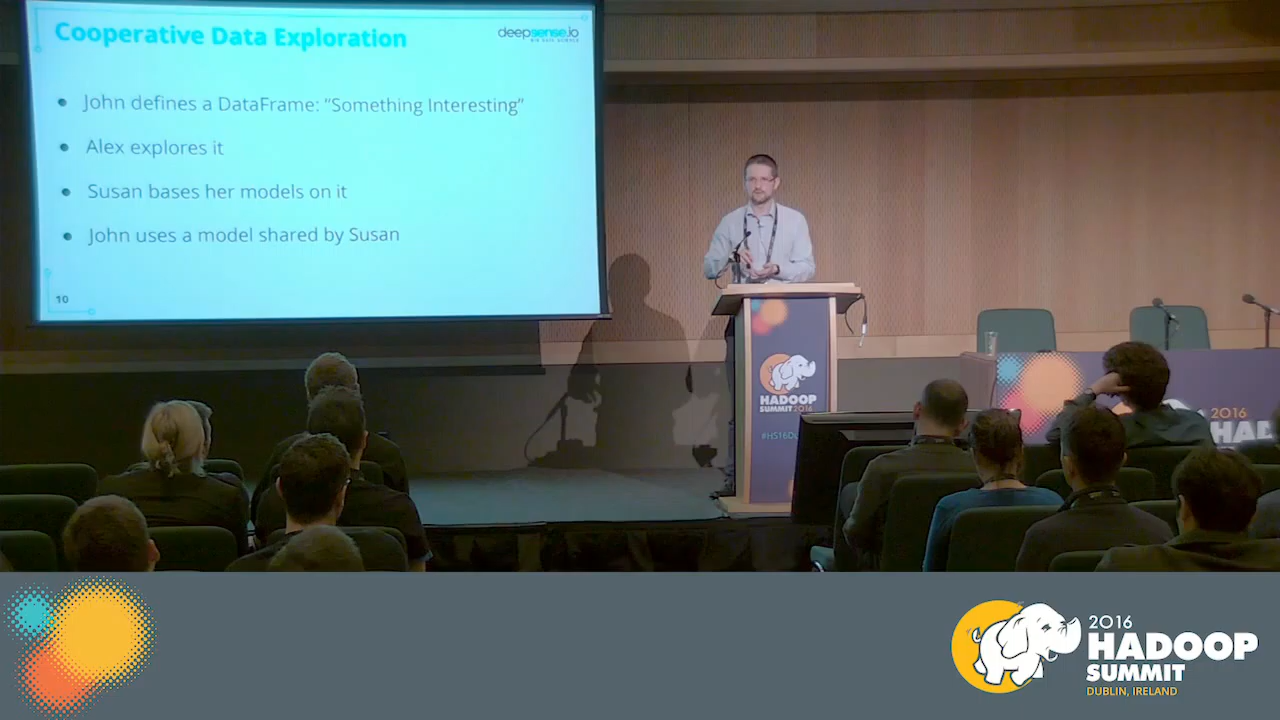 Cooperative Data Exploration
deepsense.io
John defines a DataFrame: “Something Interesting”
Alex explores it
Susan bases her models on it
John uses a model shared by Susan
10
HADOOP
SUMMIT2016
2016
2016
HADOOP
SUMMIT
DUBLIN, IRELAND